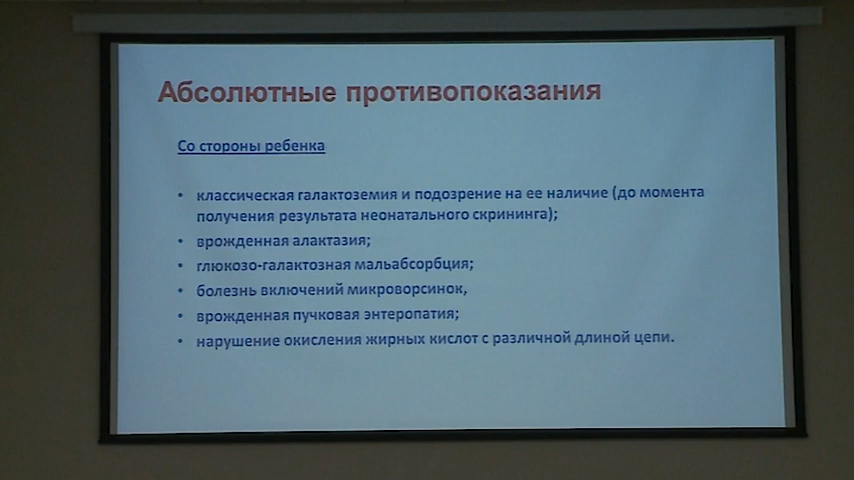 Абсолютные противопоказания
Со стороны ребенка
• классическая галактоземия и подозрение на ее наличие (до момента
получения результата неонатального скрининга);
• врожденная алактазия;
• глюкозо-галактозная мальабсорбция;
• болезнь включений микроворсинок,
• врожденная пучковая энтеропатия;
• нарушение окисления жирных кислот с различной длиной цепи.